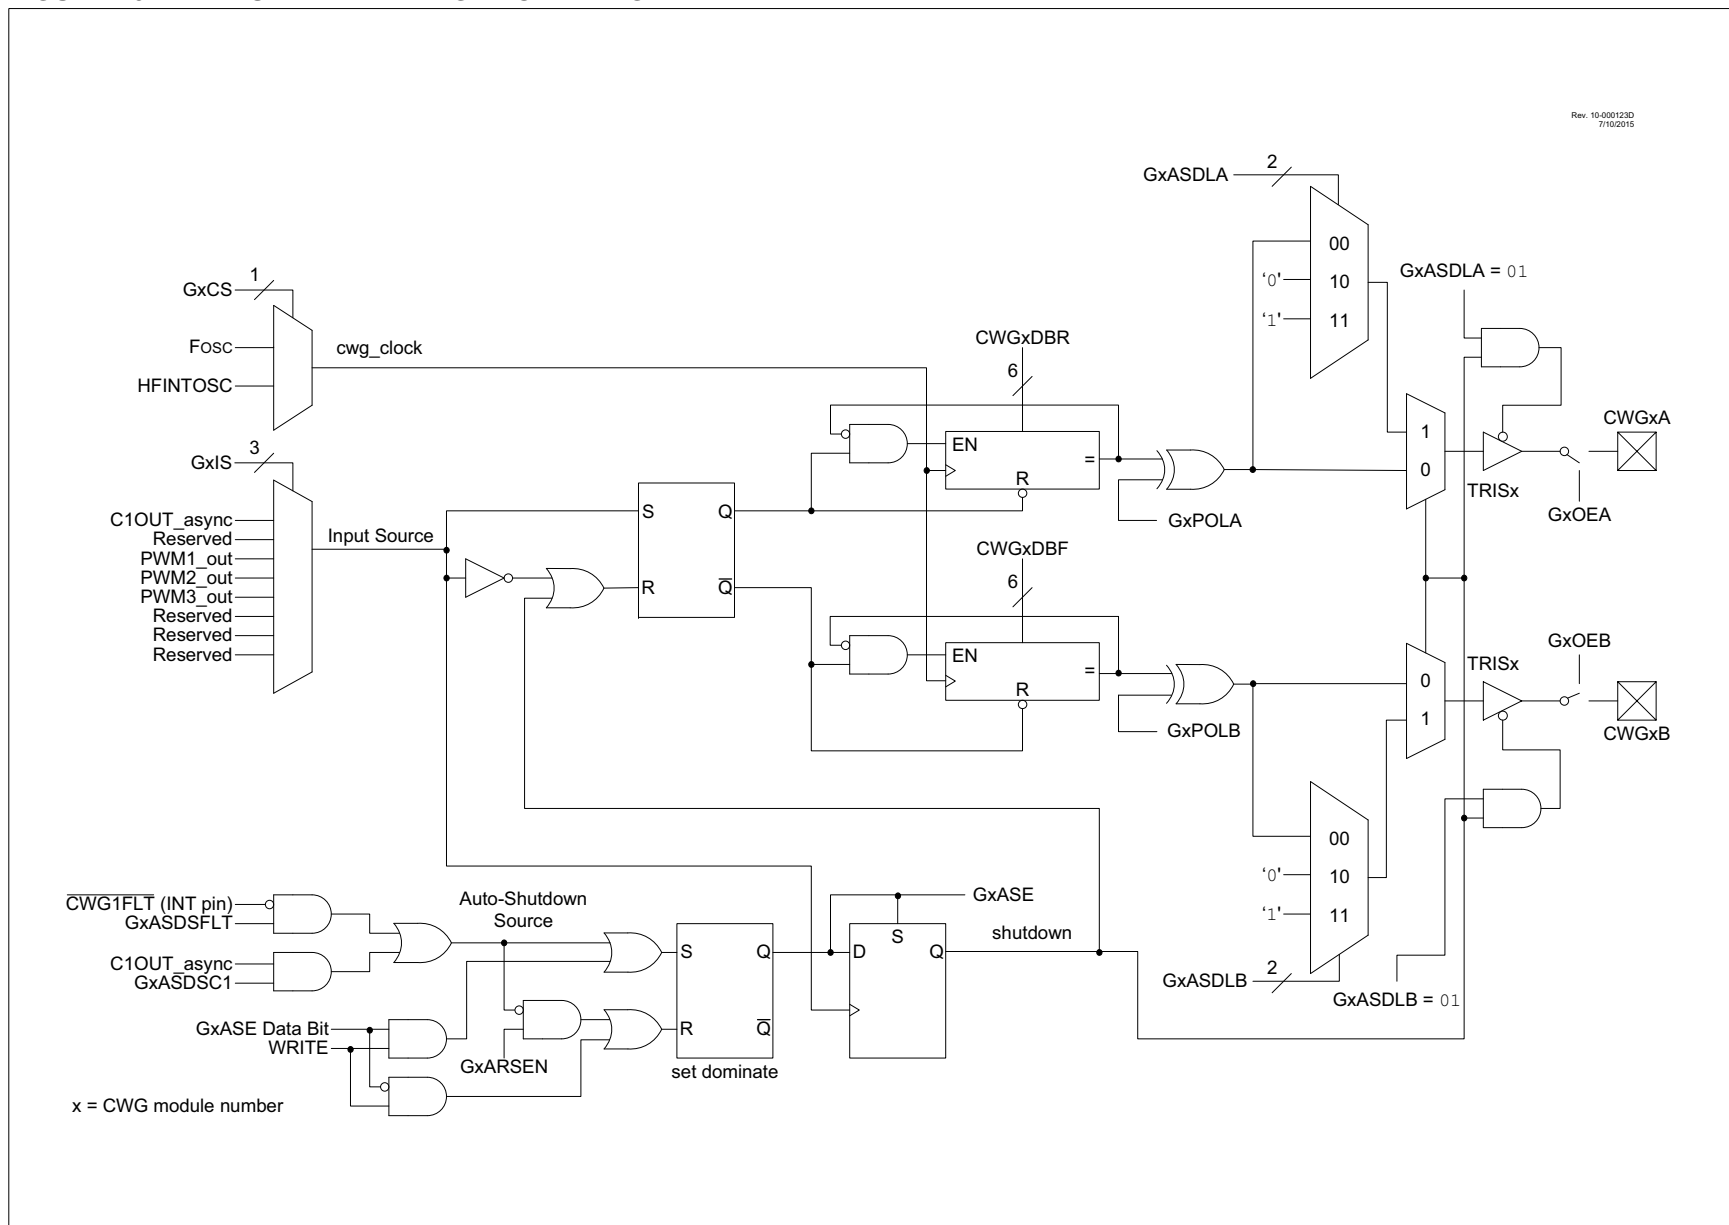 Rev. 10-000123D
7/10/2015
GxASDLA
2
00
‘0’
10
‘1’
11
GxASDLA = 01
1
GxCS
FOSC
HFINTOSC
cwg_clock
CWGxDBR
6
EN
=
R
GxPOLA
1
0
TRISx
CWGxA
GxOEA
3
GxIS
C1OUT_async
Reserved
PWM1_out
PWM2_out
PWM3_out
Reserved
Reserved
Reserved
Input Source
S
Q
R
Q̅
CWGxDBF
6
EN
=
R
GxPOLB
0
1
TRISx
GxOEB
CWGxB
00
‘0’
10
‘1’
11
GxASDLB
2
GxASDLB = 01
C̅W̅G̅1̅F̅L̅T̅ (INT pin)
GxASDSFLT
C1OUT_async
GxASDSC1
Auto-Shutdown
Source
GxASE Data Bit
WRITE
GxARSEN
S
Q
R
Q̅
set dominate
GxASE
S
D
Q
shutdown
x = CWG module number